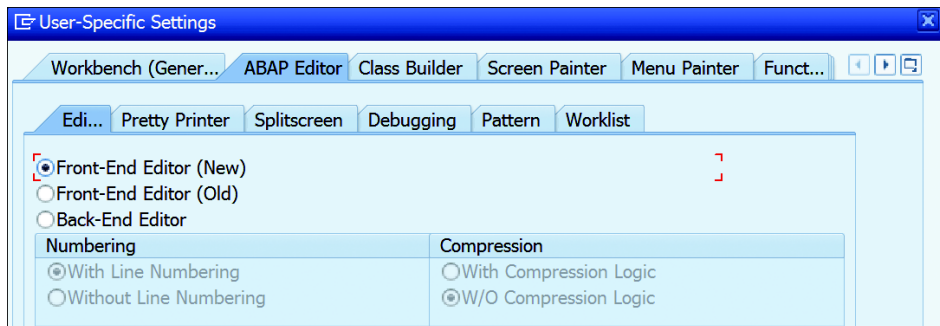 User-Specific Settings
Workbench (Gener... ABAP Editor Class Builder Screen Painter Menu Painter Funct...
Edi... Pretty Printer Splitscreen Debugging Pattern Worklist
Front-End Editor (New)
Front-End Editor (Old)
Back-End Editor
Numbering Compression
With Line Numbering With Compression Logic
Without Line Numbering W/O Compression Logic